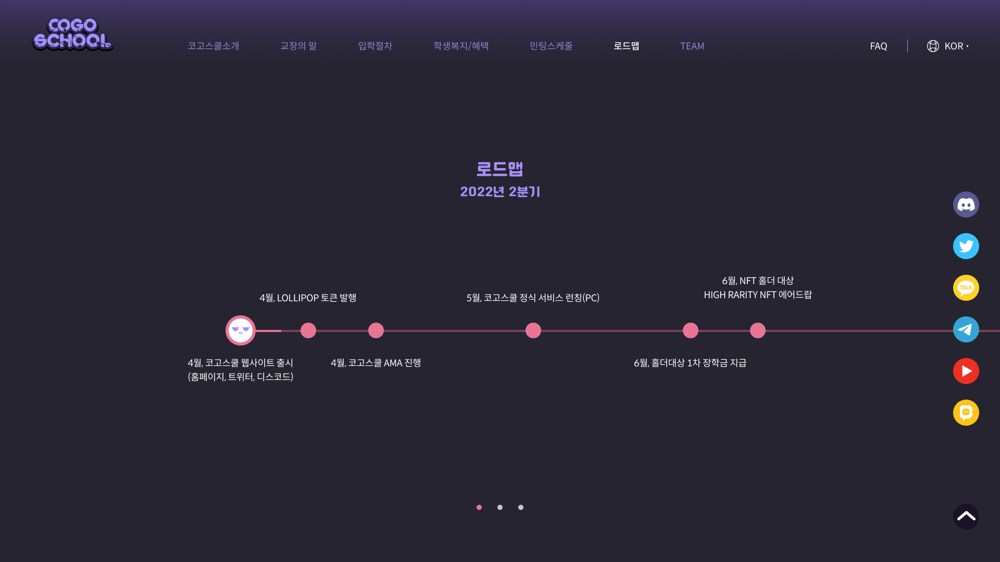 COGO
SCHOOL
코고스쿨소개
교장의 말
입학절차
학생복지/혜택
민팅스케줄
로드맵
TEAM
FAQ
KOR
로드맵
2022년 2분기
4월, LOLLIPOP 토큰 발행
5월, 코고스쿨 정식 서비스 런칭(PC)
6월, NFT 홀더 대상
HIGH RARITY NFT 에어드랍
4월, 코고스쿨 웹사이트 출시
(홈페이지, 트위터, 디스코드)
4월, 코고스쿨 AMA 진행
6월, 홀더대상 1차 장학금 지급
TALK